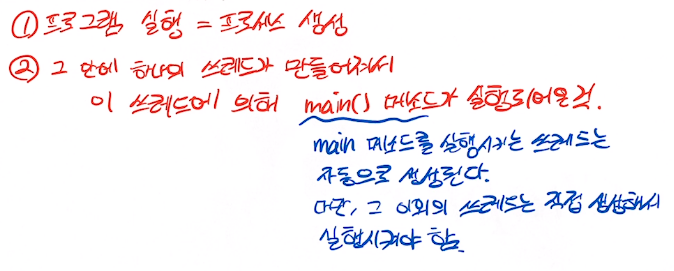 ① 프로그램 실행 = 프로세스 생성
② 그 안에 하나의 쓰레드가 만들어져서
이 쓰레드에 의해 main() 메소드가 실행되어온것.
main 메소드를 실행시키는 쓰레드는
자동으로 생성된다.
다만, 그 이외의 쓰레드는 직접 생성해서
실행시켜야 함.